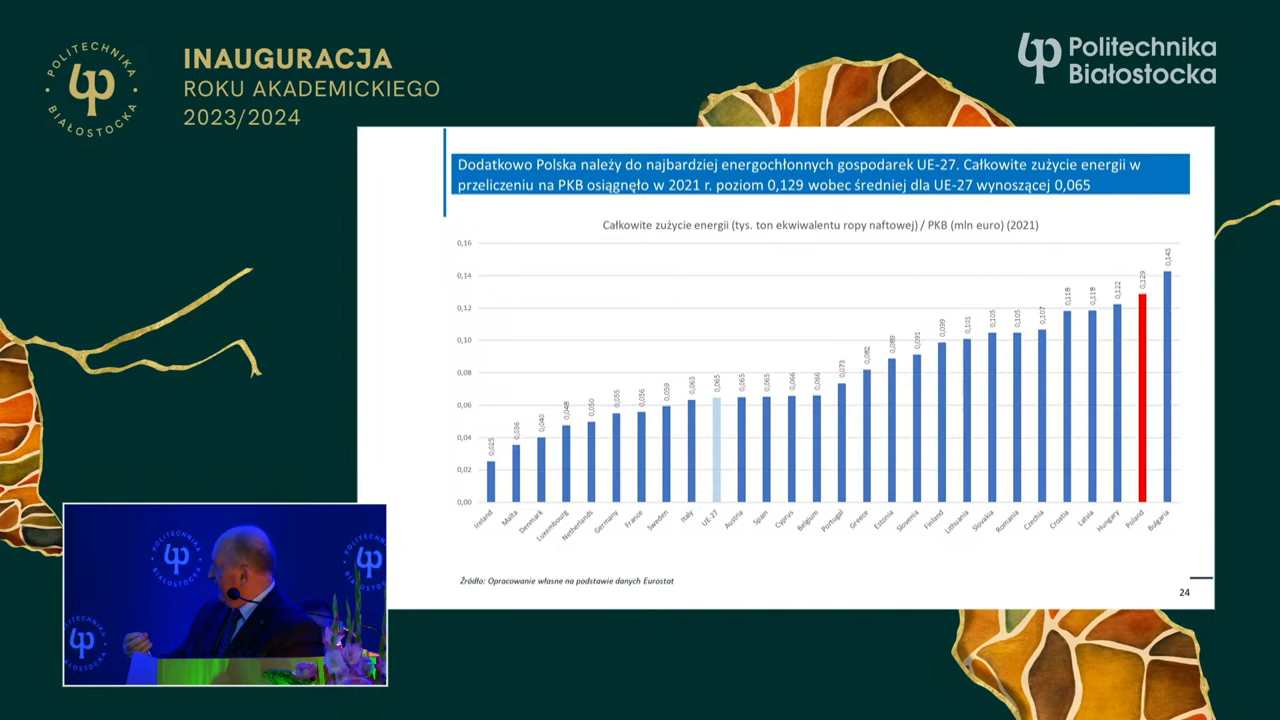 POLITECHNIKA
BIAŁOSTOCKA
INAUGURACJA
ROKU AKADEMICKIEGO
2023/2024
Politechnika
Białostocka
Dodatkowo Polska należy do najbardziej energochłonnych gospodarek UE-27. Całkowite zużycie energii w
przeliczeniu na PKB osiągnęło w 2021 r. poziom 0,129 wobec średniej dla UE-27 wynoszącej 0,065
Całkowite zużycie energii (tys. ton ekwiwalentu ropy naftowej) / PKB (mln euro) (2021)
0,16
0,14
0,12
0,10
0,08
0,06
0,04
0,02
0,00
0,025
0,036
0,040
0,048
0,050
0,055
0,056
0,059
0,063
0,065
0,065
0,065
0,066
0,066
0,073
0,082
0,089
0,091
0,099
0,101
0,105
0,105
0,107
0,118
0,118
0,122
0,129
0,143
Ireland
Malta
Denmark
Luxembourg
Netherlands
Germany
France
Sweden
Italy
UE-27
Austria
Spain
Cyprus
Belgium
Portugal
Greece
Estonia
Slovenia
Finland
Lithuania
Slovakia
Romania
Czechia
Croatia
Latvia
Hungary
Poland
Bulgaria
Źródło: Opracowanie własne na podstawie danych Eurostat
24
POLITECHNIKA
BIAŁOSTOCKA